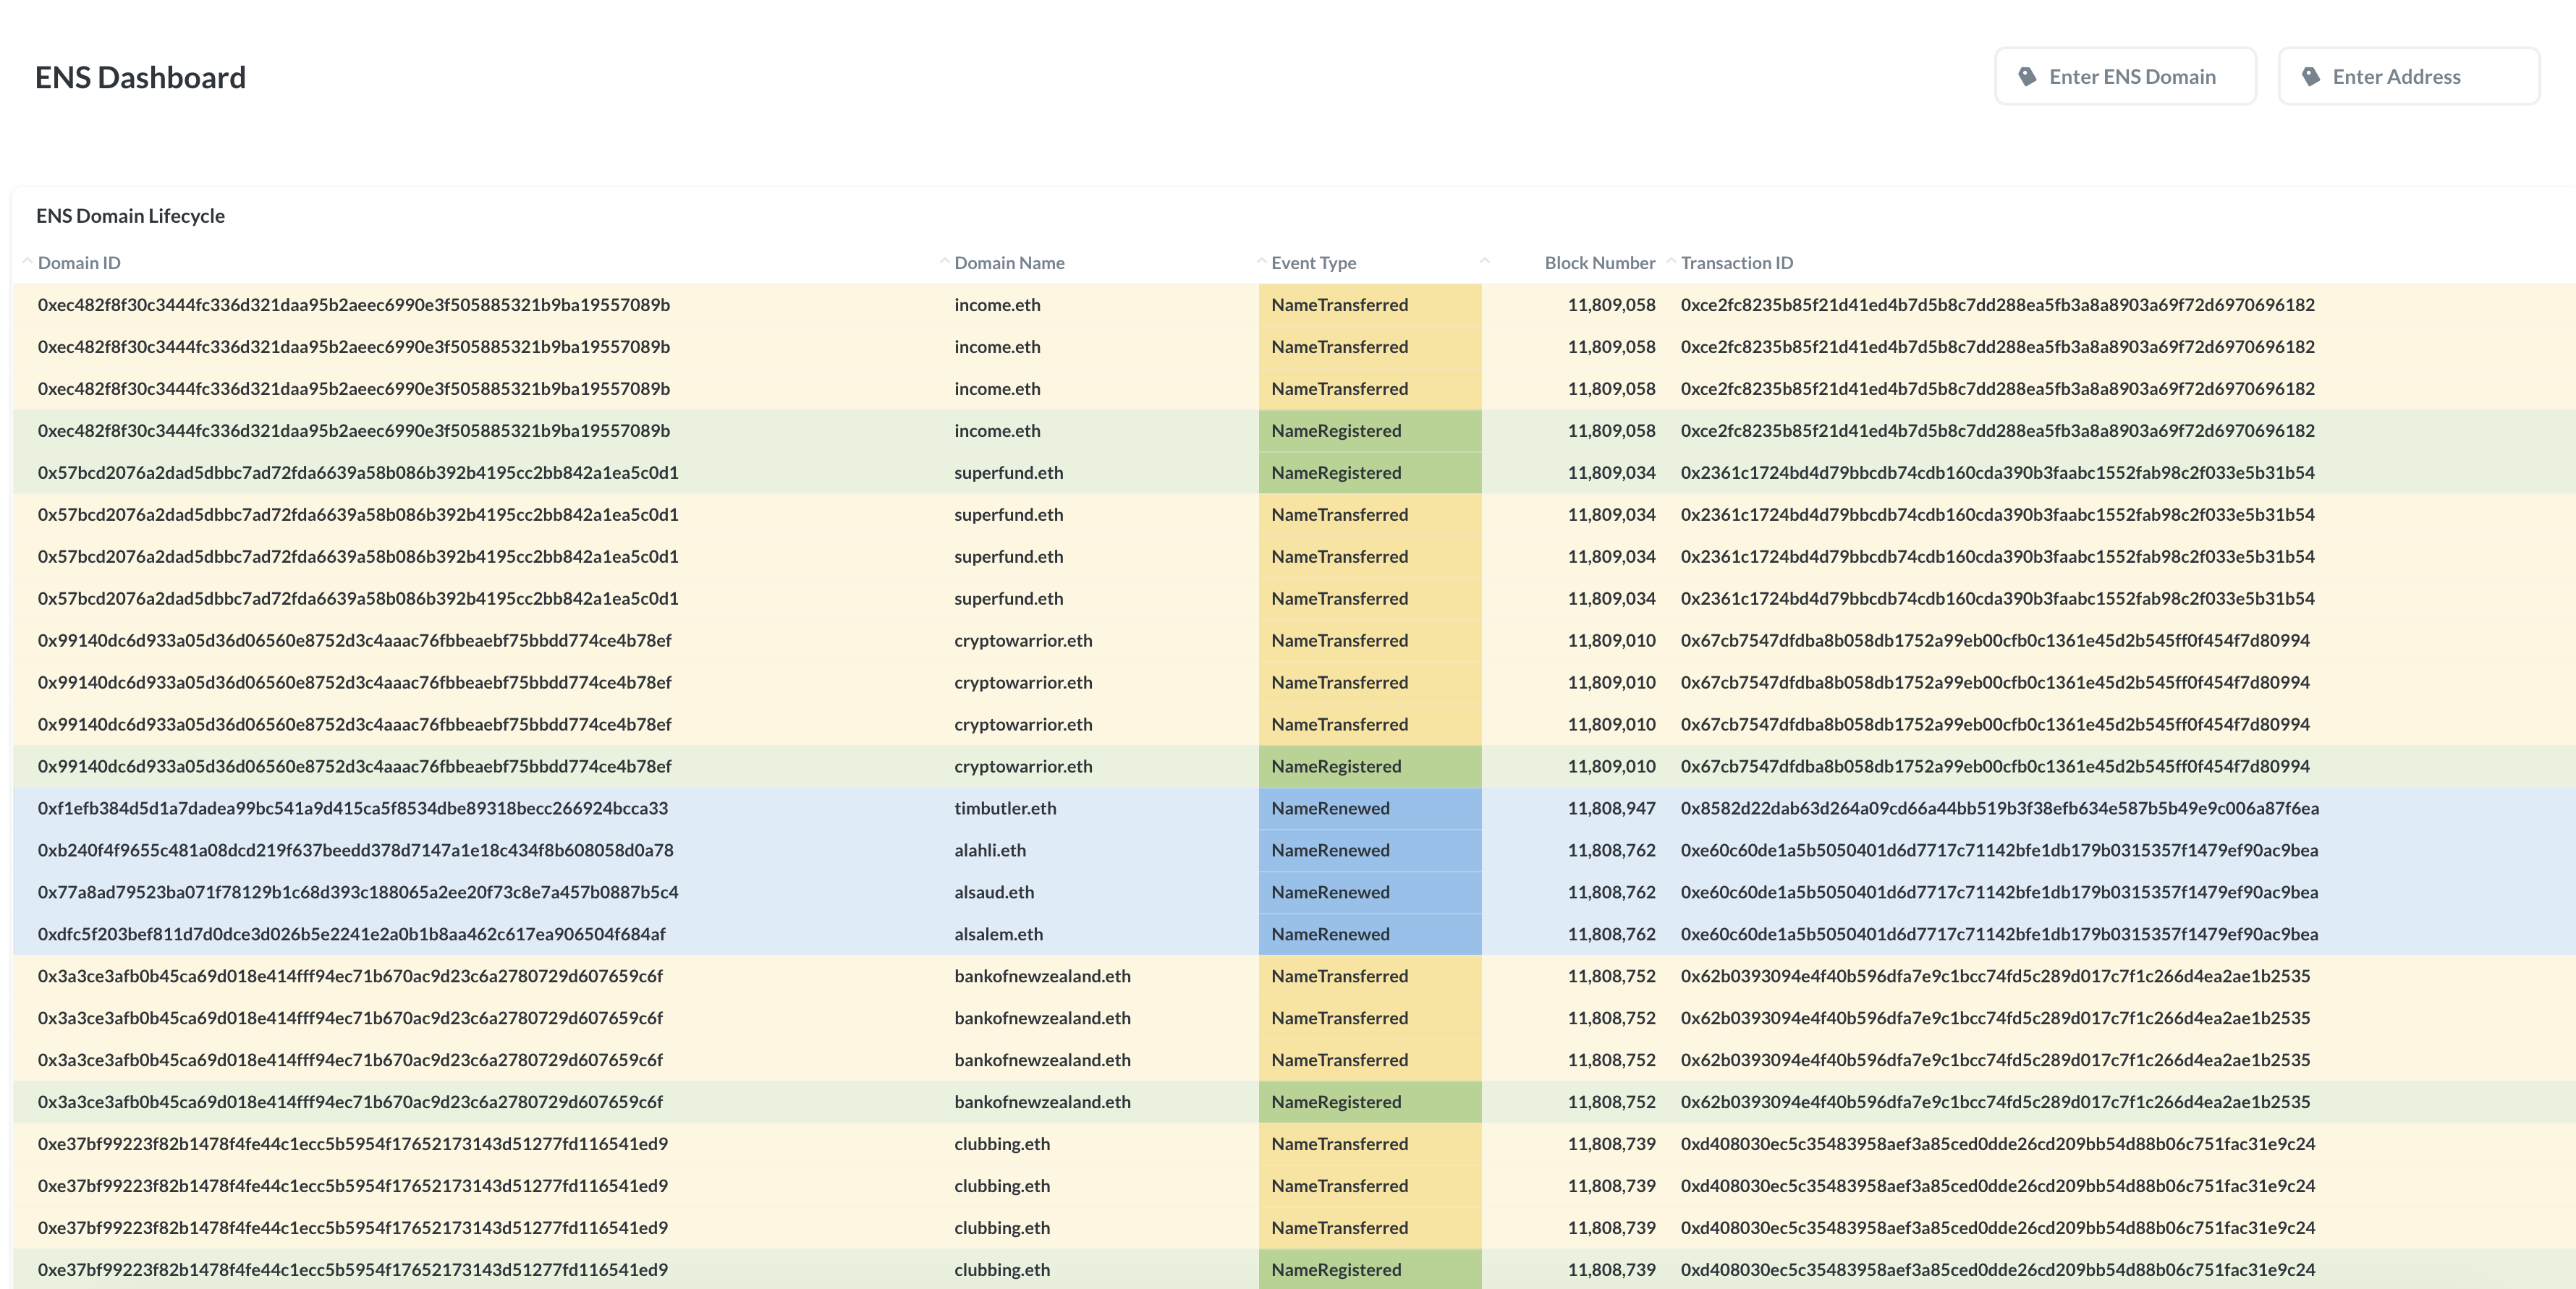 ENS Dashboard Enter ENS Domain Enter Address
ENS Domain Lifecycle
Domain ID Domain Name Event Type Block Number Transaction ID
0xec482f8f30c3444fc336d321daa95b2aeec6990e3f505885321b9ba19557089b income.eth NameTransferred 11,809,058 0xce2fc8235b85f21d41ed4b7d5b8c7dd288ea5fb3a8a8903a69f72d6970696182
0xec482f8f30c3444fc336d321daa95b2aeec6990e3f505885321b9ba19557089b income.eth NameTransferred 11,809,058 0xce2fc8235b85f21d41ed4b7d5b8c7dd288ea5fb3a8a8903a69f72d6970696182
0xec482f8f30c3444fc336d321daa95b2aeec6990e3f505885321b9ba19557089b income.eth NameTransferred 11,809,058 0xce2fc8235b85f21d41ed4b7d5b8c7dd288ea5fb3a8a8903a69f72d6970696182
0xec482f8f30c3444fc336d321daa95b2aeec6990e3f505885321b9ba19557089b income.eth NameRegistered 11,809,058 0xce2fc8235b85f21d41ed4b7d5b8c7dd288ea5fb3a8a8903a69f72d6970696182
0x57bcd2076a2dad5dbbc7ad72fda6639a58b086b392b4195cc2bb842a1ea5c0d1 superfund.eth NameRegistered 11,809,034 0x2361c1724bd4d79bbcdb74cdb160cda390b3faabc1552fab98c2f033e5b31b54
0x57bcd2076a2dad5dbbc7ad72fda6639a58b086b392b4195cc2bb842a1ea5c0d1 superfund.eth NameTransferred 11,809,034 0x2361c1724bd4d79bbcdb74cdb160cda390b3faabc1552fab98c2f033e5b31b54
0x57bcd2076a2dad5dbbc7ad72fda6639a58b086b392b4195cc2bb842a1ea5c0d1 superfund.eth NameTransferred 11,809,034 0x2361c1724bd4d79bbcdb74cdb160cda390b3faabc1552fab98c2f033e5b31b54
0x57bcd2076a2dad5dbbc7ad72fda6639a58b086b392b4195cc2bb842a1ea5c0d1 superfund.eth NameTransferred 11,809,034 0x2361c1724bd4d79bbcdb74cdb160cda390b3faabc1552fab98c2f033e5b31b54
0x99140dc6d933a05d36d06560e8752d3c4aaac76fbbeaebf75bbdd774ce4b78ef cryptowarrior.eth NameTransferred 11,809,010 0x67cb7547dfdba8b058db1752a99eb00cfb0c1361e45d2b545ff0f454f7d80994
0x99140dc6d933a05d36d06560e8752d3c4aaac76fbbeaebf75bbdd774ce4b78ef cryptowarrior.eth NameTransferred 11,809,010 0x67cb7547dfdba8b058db1752a99eb00cfb0c1361e45d2b545ff0f454f7d80994
0x99140dc6d933a05d36d06560e8752d3c4aaac76fbbeaebf75bbdd774ce4b78ef cryptowarrior.eth NameTransferred 11,809,010 0x67cb7547dfdba8b058db1752a99eb00cfb0c1361e45d2b545ff0f454f7d80994
0x99140dc6d933a05d36d06560e8752d3c4aaac76fbbeaebf75bbdd774ce4b78ef cryptowarrior.eth NameRegistered 11,809,010 0x67cb7547dfdba8b058db1752a99eb00cfb0c1361e45d2b545ff0f454f7d80994
0xf1efb384d5d1a7dadea99bc541a9d415ca5f8534dbe89318becc266924bcca33 timbutler.eth NameRenewed 11,808,947 0x8582d22dab63d264a09cd66a44bb519b3f38efb634e587b5b49e9c006a87f6ea
0xb240f4f9655c481a08dcd219f637beedd378d7147a1e18c434f8b608058d0a78 alahli.eth NameRenewed 11,808,762 0xe60c60de1a5b5050401d6d7717c71142bfe1db179b0315357f1479ef90ac9bea
0x77a8ad79523ba071f78129b1c68d393c188065a2ee20f73c8e7a457b0887b5c4 alsaud.eth NameRenewed 11,808,762 0xe60c60de1a5b5050401d6d7717c71142bfe1db179b0315357f1479ef90ac9bea
0xdfc5f203bef811d7d0dce3d026b5e2241e2a0b1b8aa462c617ea906504f684af alsalem.eth NameRenewed 11,808,762 0xe60c60de1a5b5050401d6d7717c71142bfe1db179b0315357f1479ef90ac9bea
0x3a3ce3afb0b45ca69d018e414fff94ec71b670ac9d23c6a2780729d607659c6f bankofnewzealand.eth NameTransferred 11,808,752 0x62b0393094e4f40b596dfa7e9c1bcc74fd5c289d017c7f1c266d4ea2ae1b2535
0x3a3ce3afb0b45ca69d018e414fff94ec71b670ac9d23c6a2780729d607659c6f bankofnewzealand.eth NameTransferred 11,808,752 0x62b0393094e4f40b596dfa7e9c1bcc74fd5c289d017c7f1c266d4ea2ae1b2535
0x3a3ce3afb0b45ca69d018e414fff94ec71b670ac9d23c6a2780729d607659c6f bankofnewzealand.eth NameTransferred 11,808,752 0x62b0393094e4f40b596dfa7e9c1bcc74fd5c289d017c7f1c266d4ea2ae1b2535
0x3a3ce3afb0b45ca69d018e414fff94ec71b670ac9d23c6a2780729d607659c6f bankofnewzealand.eth NameRegistered 11,808,752 0x62b0393094e4f40b596dfa7e9c1bcc74fd5c289d017c7f1c266d4ea2ae1b2535
0xe37bf99223f82b1478f4fe44c1ecc5b5954f17652173143d51277fd116541ed9 clubbing.eth NameTransferred 11,808,739 0xd408030ec5c35483958aef3a85ced0dde26cd209bb54d88b06c751fac31e9c24
0xe37bf99223f82b1478f4fe44c1ecc5b5954f17652173143d51277fd116541ed9 clubbing.eth NameTransferred 11,808,739 0xd408030ec5c35483958aef3a85ced0dde26cd209bb54d88b06c751fac31e9c24
0xe37bf99223f82b1478f4fe44c1ecc5b5954f17652173143d51277fd116541ed9 clubbing.eth NameTransferred 11,808,739 0xd408030ec5c35483958aef3a85ced0dde26cd209bb54d88b06c751fac31e9c24
0xe37bf99223f82b1478f4fe44c1ecc5b5954f17652173143d51277fd116541ed9 clubbing.eth NameRegistered 11,808,739 0xd408030ec5c35483958aef3a85ced0dde26cd209bb54d88b06c751fac31e9c24